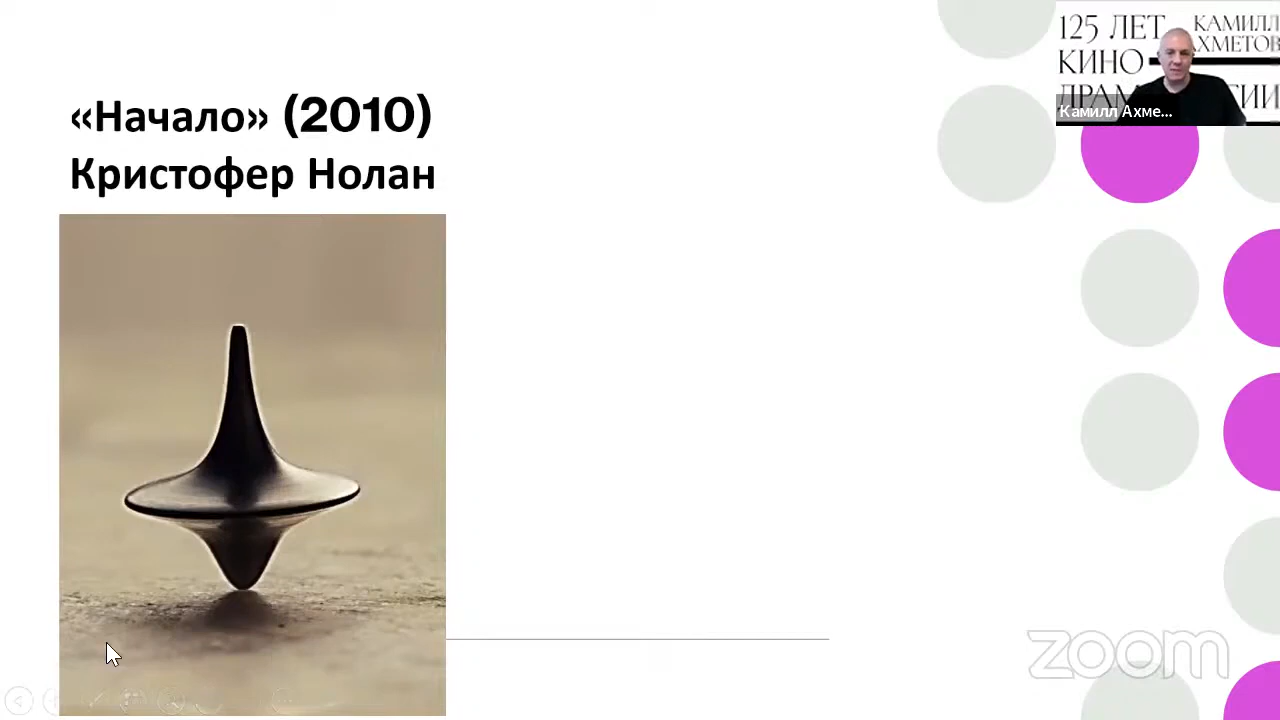 «Начало» (2010)
Кристофер Нолан
125 ЛЕТ
КИНО
КАМИЛЛ
АХМЕТОВ
Камилл Ахме...
zoom